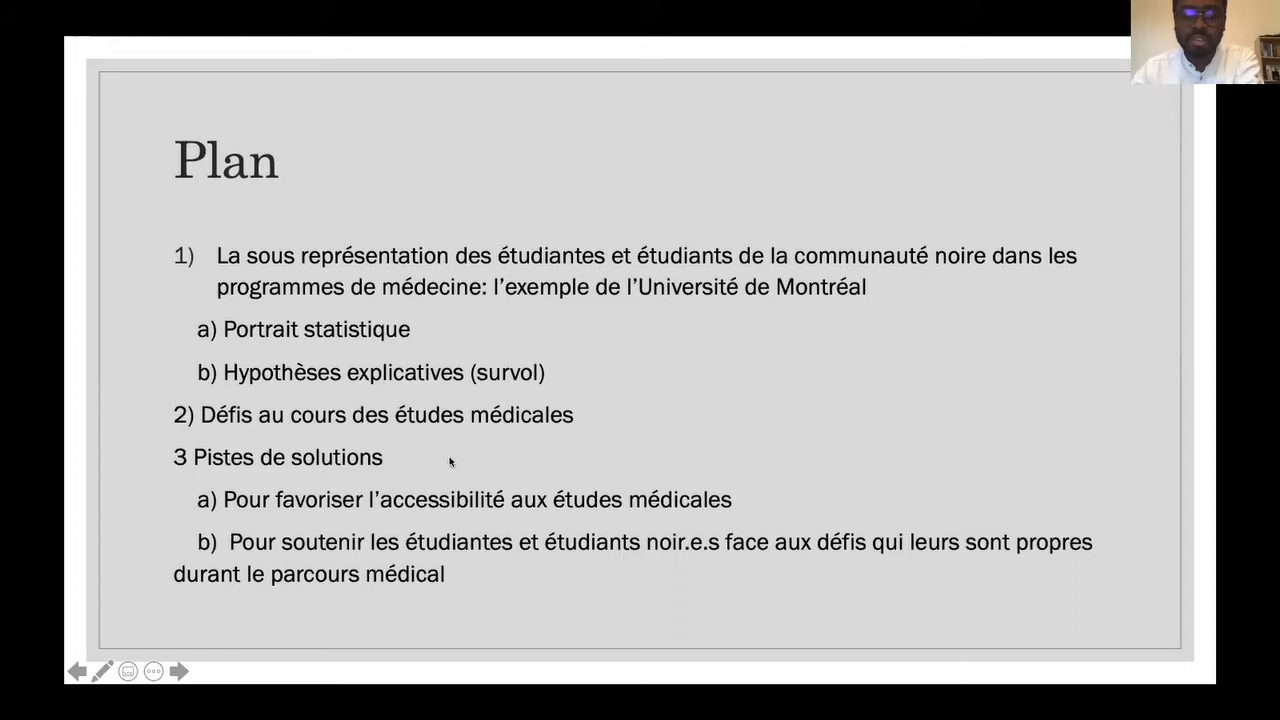 Plan
1) La sous représentation des étudiantes et étudiants de la communauté noire dans les
programmes de médecine: l’exemple de l’Université de Montréal
a) Portrait statistique
b) Hypothèses explicatives (survol)
2) Défis au cours des études médicales
3 Pistes de solutions
a) Pour favoriser l’accessibilité aux études médicales
b) Pour soutenir les étudiantes et étudiants noir.e.s face aux défis qui leurs sont propres
durant le parcours médical